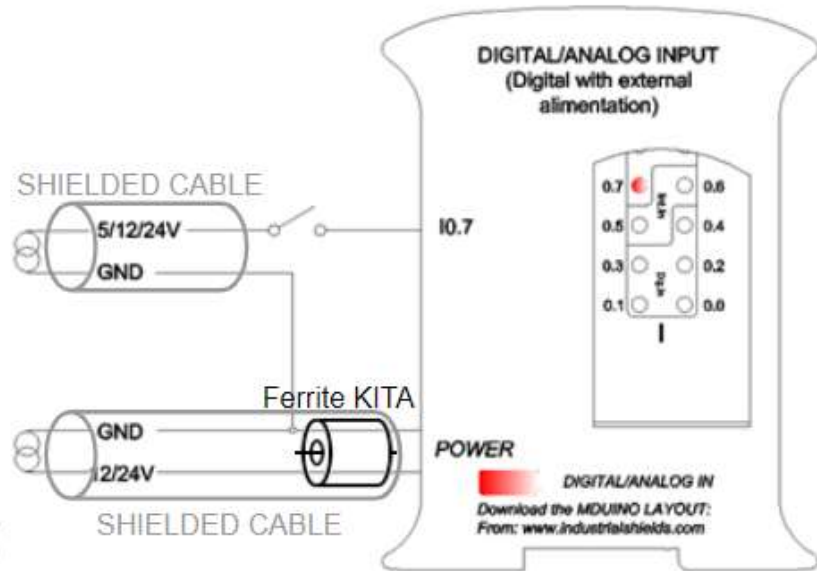 DIGITAL/ANALOG INPUT
(Digital with external
alimentation)
SHIELDED CABLE
5/12/24V
GND
I0.7
0.7
0.6
0.5
0.4
0.3
0.2
0.1
0.0
I
Ferrite KITA
GND
12/24V
POWER
DIGITAL/ANALOG IN
Download the MDUINO LAYOUT:
From: www.industrialshields.com
SHIELDED CABLE